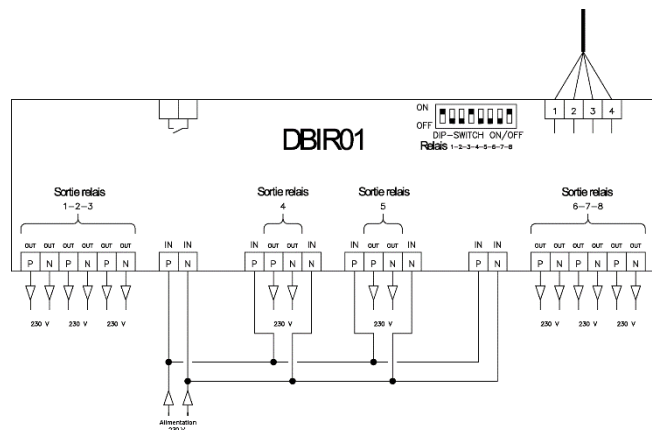 1 2 3 4
ON
OFF
DIP-SWITCH ON/OFF
Relais 1-2-3-4-5-6-7-8
DBIR01
Sortie relais
1-2-3
Sortie relais
4
Sortie relais
5
Sortie relais
6-7-8
OUT OUT OUT OUT OUT OUT IN IN IN OUT OUT IN IN OUT OUT IN IN IN OUT OUT OUT OUT OUT OUT
P N P N P N P N P P N N P P N N P N P N P N P N
230 V 230 V 230 V 230 V 230 V 230 V 230 V 230 V
Alimentation
230 V